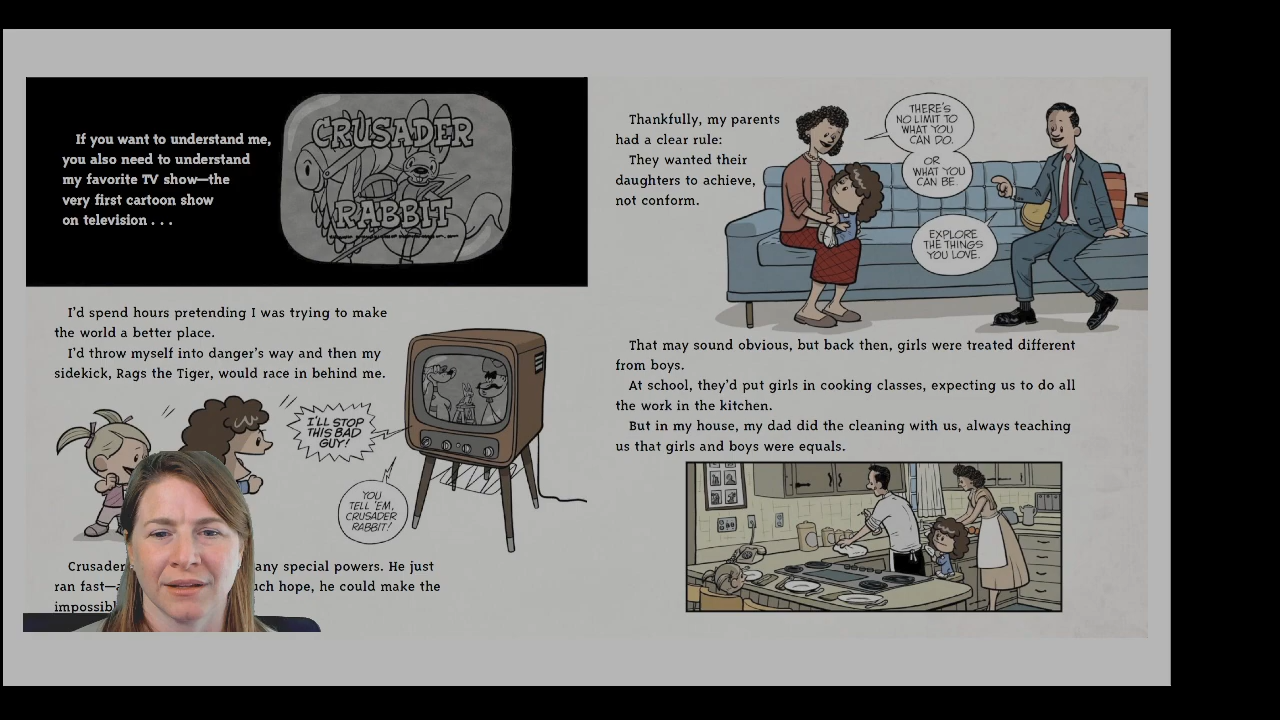 If you want to understand me,
you also need to understand
my favorite TV show—the
very first cartoon show
on television . . .
CRUSADER
RABBIT
I'd spend hours pretending I was trying to make
the world a better place.
I'd throw myself into danger's way and then my
sidekick, Rags the Tiger, would race in behind me.
I'LL STOP
THIS BAD
GUY!
YOU
TELL 'EM,
CRUSADER
RABBIT!
Crusader any special powers. He just
ran fast— much hope, he could make the
Thankfully, my parents
had a clear rule:
They wanted their
daughters to achieve,
not conform.
THERE'S
NO LIMIT TO
WHAT YOU
CAN DO.
OR
WHAT YOU
CAN BE.
EXPLORE
THE THINGS
YOU LOVE.
That may sound obvious, but back then, girls were treated different
from boys.
At school, they'd put girls in cooking classes, expecting us to do all
the work in the kitchen.
But in my house, my dad did the cleaning with us, always teaching
us that girls and boys were equals.